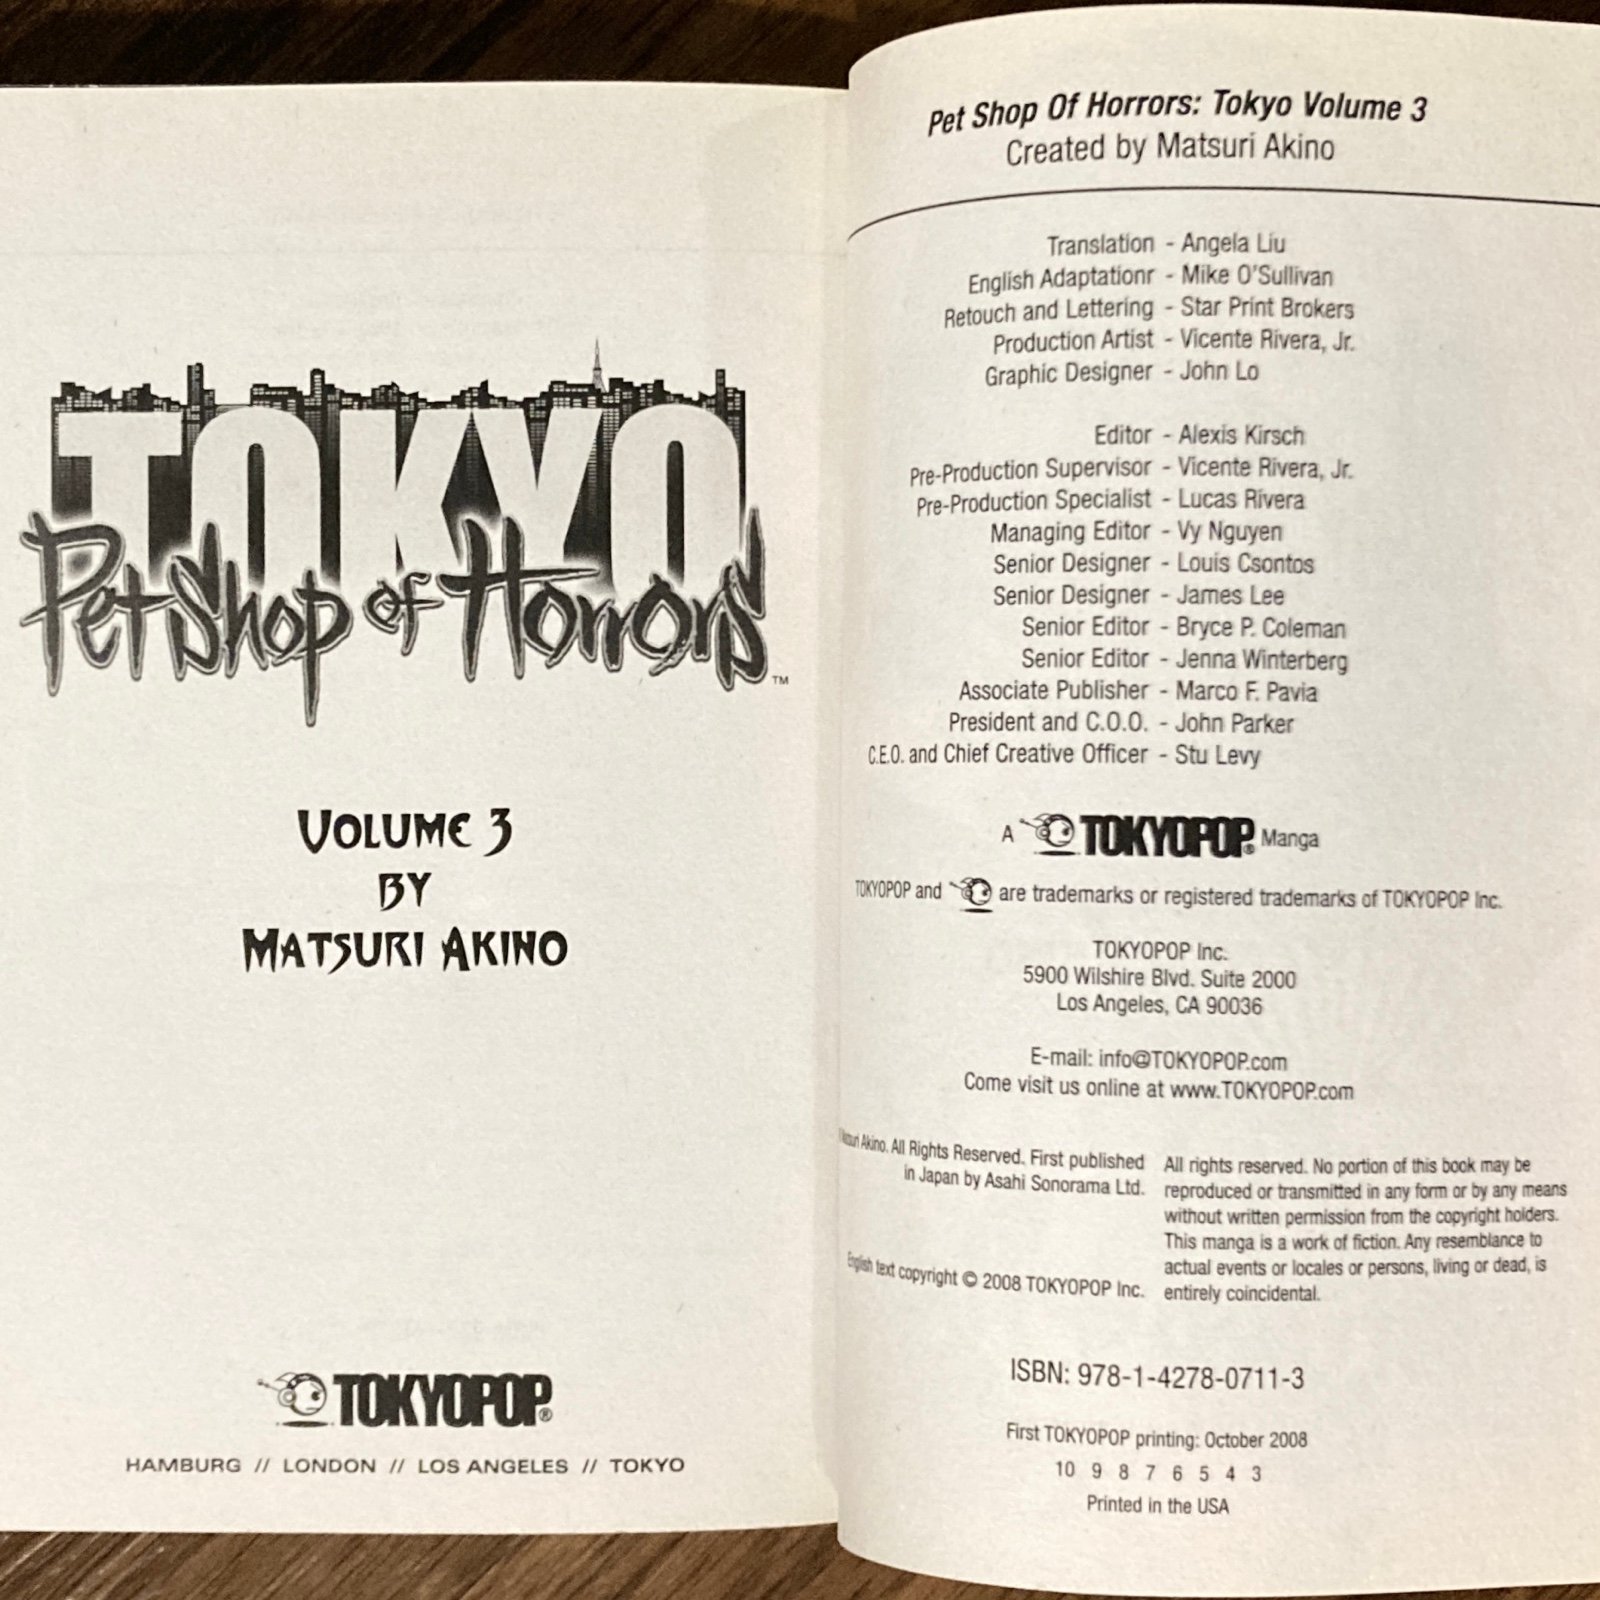 TOKYO
Pet Shop of Horrors
TM
VOLUME 3
BY
MATSURI AKINO
TOKYOPOP®
HAMBURG // LONDON // LOS ANGELES // TOKYO
Pet Shop Of Horrors: Tokyo Volume 3
Created by Matsuri Akino
Translation - Angela Liu
English Adaptationr - Mike O'Sullivan
Retouch and Lettering - Star Print Brokers
Production Artist - Vicente Rivera, Jr.
Graphic Designer - John Lo
Editor - Alexis Kirsch
Pre-Production Supervisor - Vicente Rivera, Jr.
Pre-Production Specialist - Lucas Rivera
Managing Editor - Vy Nguyen
Senior Designer - Louis Csontos
Senior Designer - James Lee
Senior Editor - Bryce P. Coleman
Senior Editor - Jenna Winterberg
Associate Publisher - Marco F. Pavia
President and C.O.O. - John Parker
C.E.O. and Chief Creative Officer - Stu Levy
A TOKYOPOP® Manga
TOKYOPOP and are trademarks or registered trademarks of TOKYOPOP Inc.
TOKYOPOP Inc.
5900 Wilshire Blvd. Suite 2000
Los Angeles, CA 90036
E-mail: info@TOKYOPOP.com
Come visit us online at www.TOKYOPOP.com
Akino. All Rights Reserved. First published
in Japan by Asahi Sonorama Ltd.
English text copyright © 2008 TOKYOPOP Inc.
All rights reserved. No portion of this book may be
reproduced or transmitted in any form or by any means
without written permission from the copyright holders.
This manga is a work of fiction. Any resemblance to
actual events or locales or persons, living or dead, is
entirely coincidental.
ISBN: 978-1-4278-0711-3
First TOKYOPOP printing: October 2008
10 9 8 7 6 5 4 3
Printed in the USA